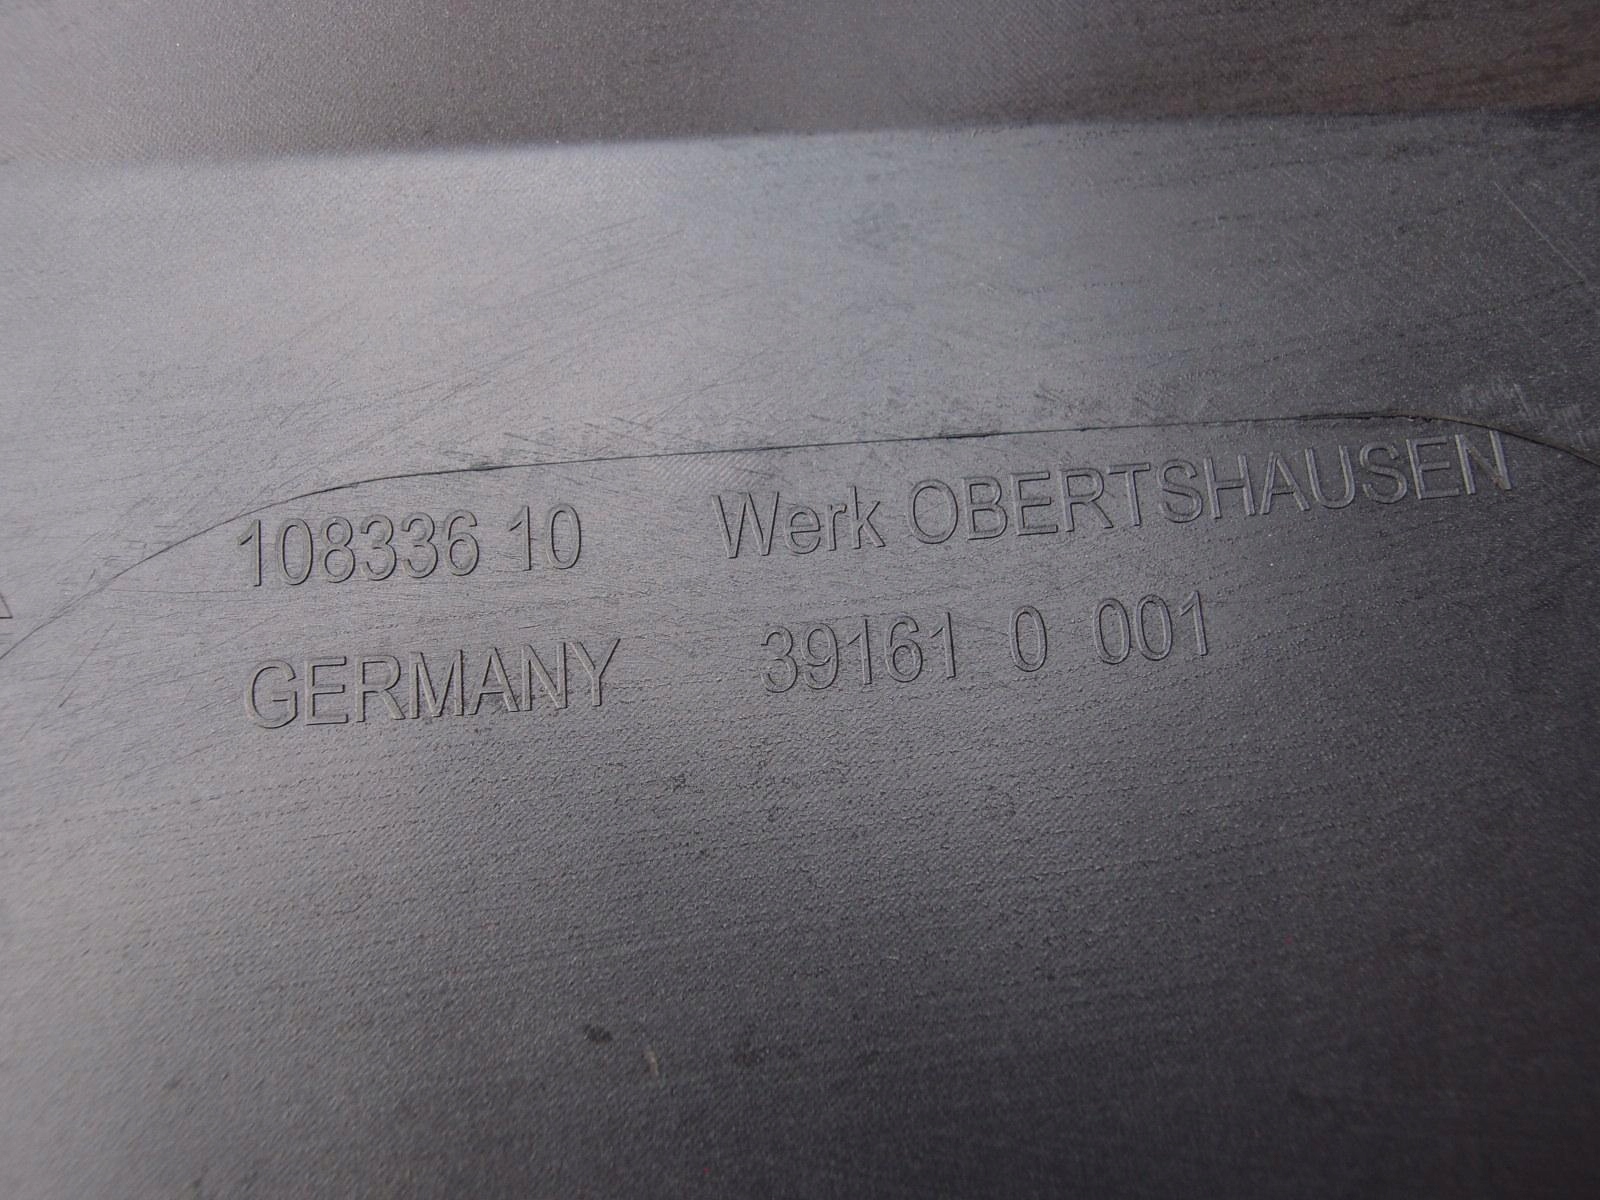 108336 10 Werk OBERTSHAUSEN
GERMANY 39161 0 001